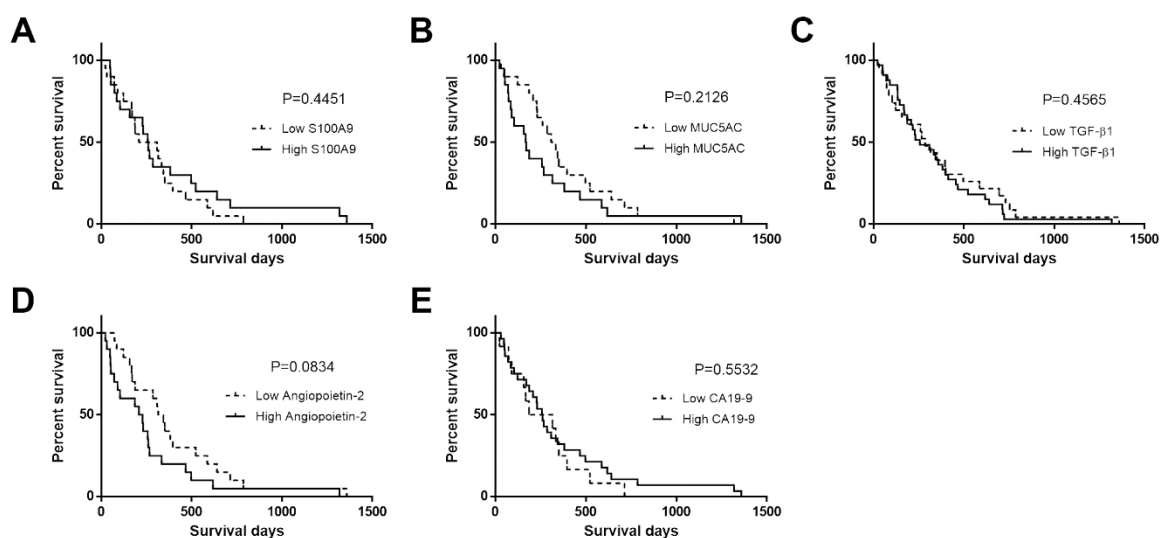 A
Percent survival
100
50
0
P=0.4451
Low S100A9
High S100A9
0 500 1000 1500
Survival days
B
Percent survival
100
50
0
P=0.2126
Low MUC5AC
High MUC5AC
0 500 1000 1500
Survival days
C
Percent survival
100
50
0
P=0.4565
Low TGF-β1
High TGF-β1
0 500 1000 1500
Survival days
D
Percent survival
100
50
0
P=0.0834
Low Angiopoietin-2
High Angiopoietin-2
0 500 1000 1500
Survival days
E
Percent survival
100
50
0
P=0.5532
Low CA19-9
High CA19-9
0 500 1000 1500
Survival days